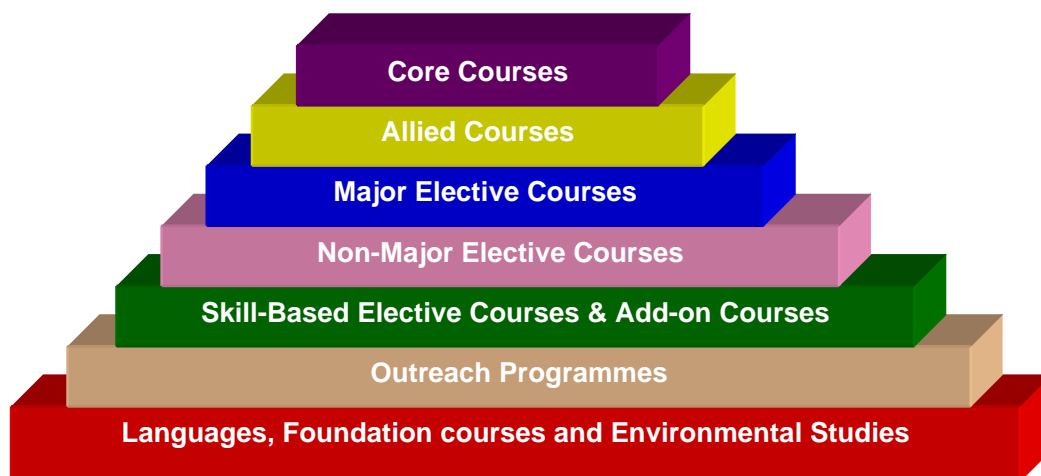 Core Courses
Allied Courses
Major Elective Courses
Non-Major Elective Courses
Skill-Based Elective Courses & Add-on Courses
Outreach Programmes
Languages, Foundation courses and Environmental Studies